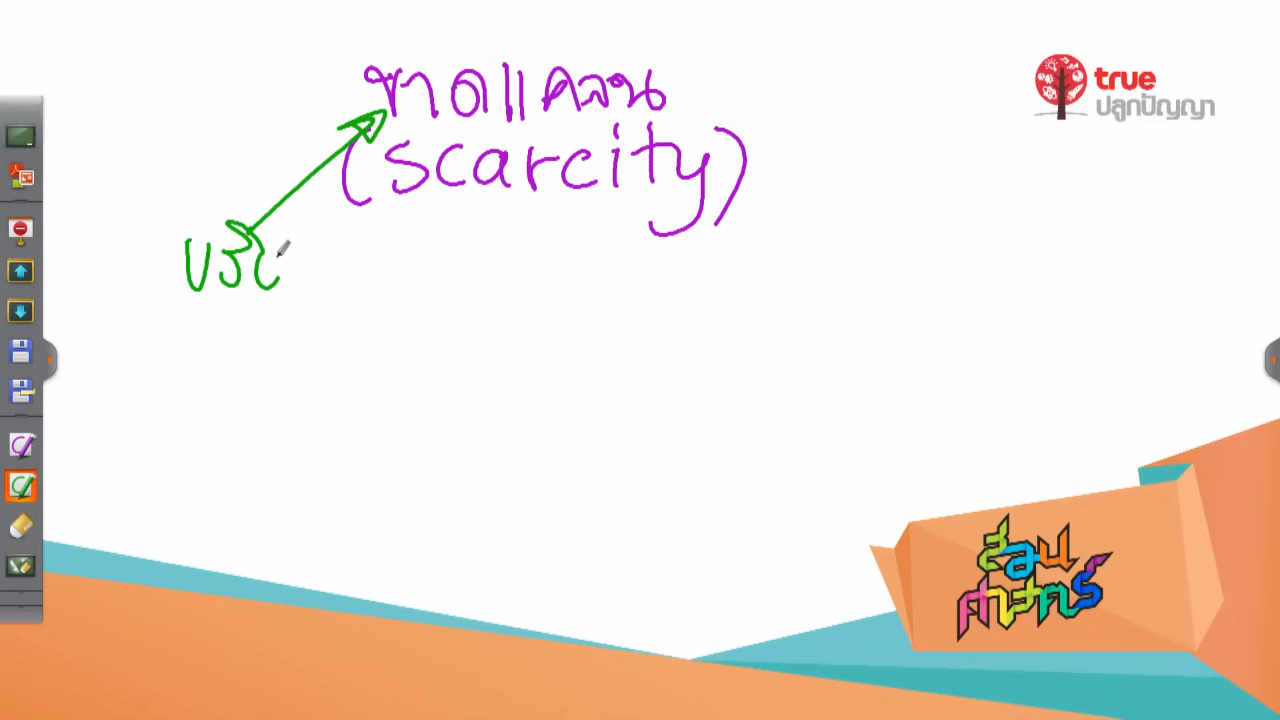 ขาดแคลน
(scarcity)
true
ปลูกปัญญา
สอน
ศาสตร์